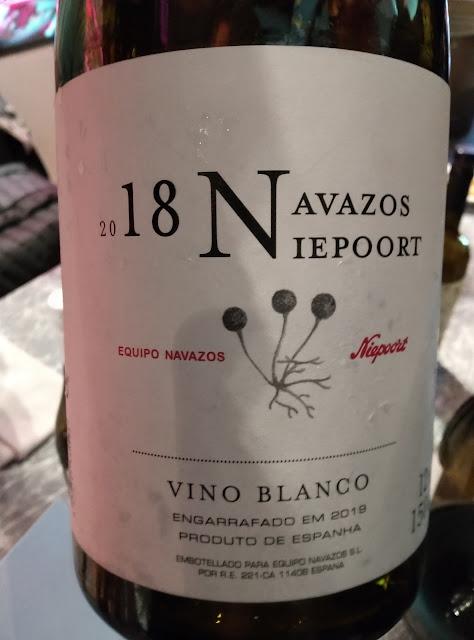 2018 NAVAZOS
NIEPOORT
EQUIPO NAVAZOS
Niepoort
VINO BLANCO
ENGARRAFADO EM 2019
PRODUTO DE ESPANHA
EMBOTELLADO PARA EQUIPO NAVAZOS S.L.
POR R.E. 221-CA 11408 ESPANA